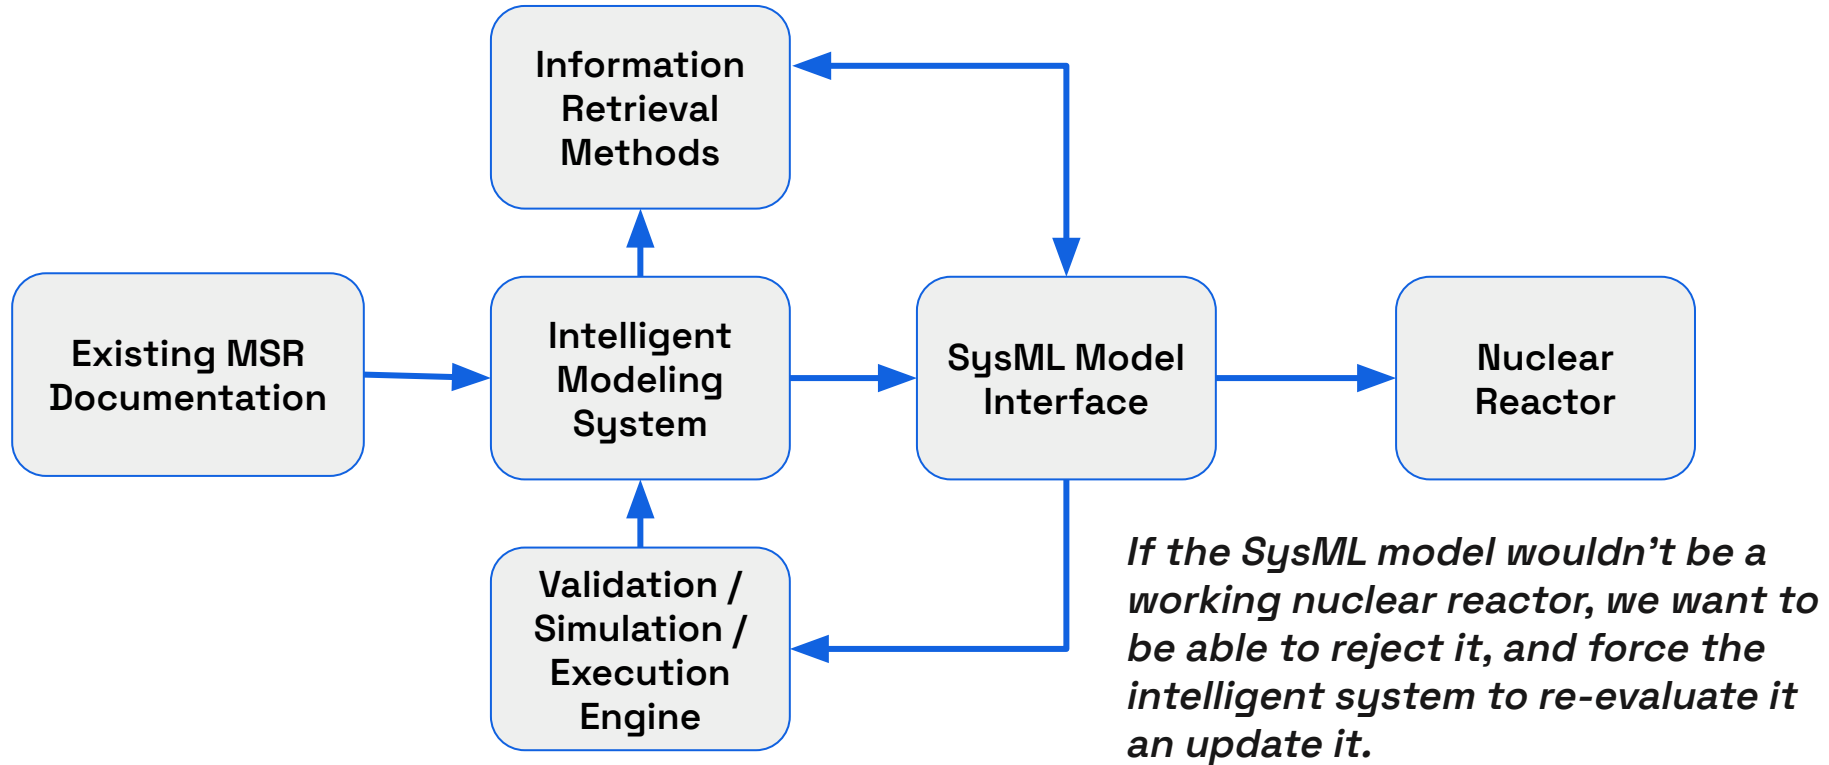 Information
Retrieval
Methods
Existing MSR
Documentation
Intelligent
Modeling
System
SysML Model
Interface
Nuclear
Reactor
Validation /
Simulation /
Execution
Engine
If the SysML model wouldn't be a
working nuclear reactor, we want to
be able to reject it, and force the
intelligent system to re-evaluate it
an update it.